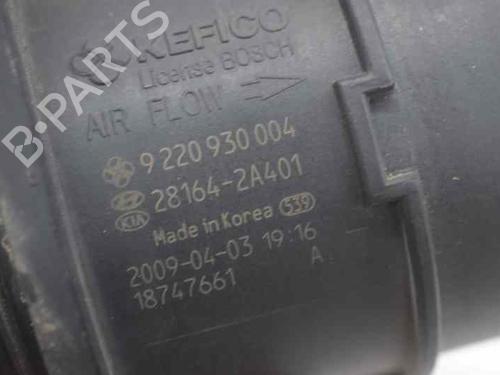 KEFICO
License BOSCH
AIR FLOW
9 220 930 004
28164-2A401
KIA
Made in Korea 539
2009-04-03 19:16
18747661 A